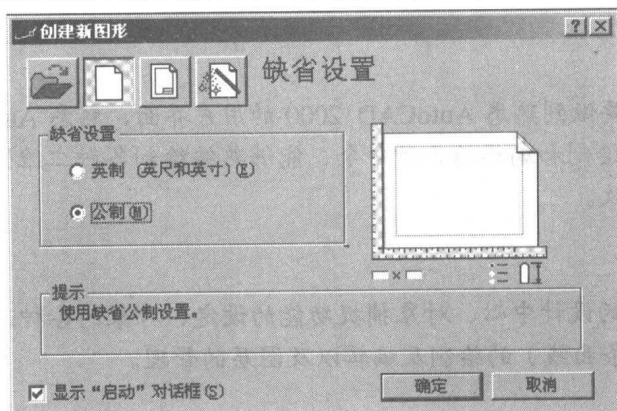 创建新图形
缺省设置
缺省设置
英制 (英尺和英寸)(E)
公制(M)
提示
使用缺省公制设置。
显示“启动”对话框(S)
确定
取消